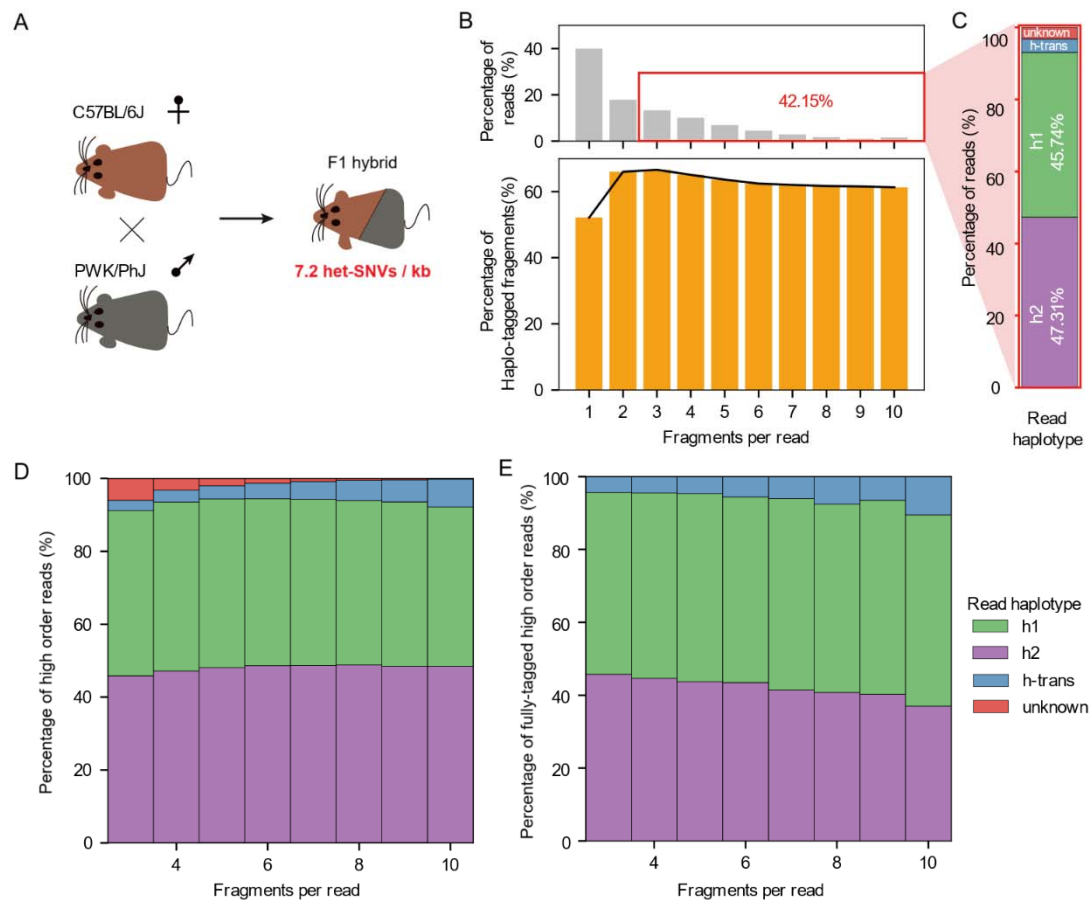 A
C57BL/6J
PWK/PhJ
F1 hybrid
7.2 het-SNVs / kb
B
Percentage of
reads (%)
40
20
0
42.15%
Percentage of
Haplo-tagged fragements(%)
60
40
20
0
1 2 3 4 5 6 7 8 9 10
Fragments per read
C
Percentage of reads (%)
100
80
60
40
20
0
unknown
h-trans
h1
45.74%
h2
47.31%
Read
haplotype
D
Percentage of high order reads (%)
100
80
60
40
20
0
4 6 8 10
Fragments per read
E
Percentage of fully-tagged high order reads (%)
100
80
60
40
20
0
4 6 8 10
Fragments per read
Read haplotype
h1
h2
h-trans
unknown